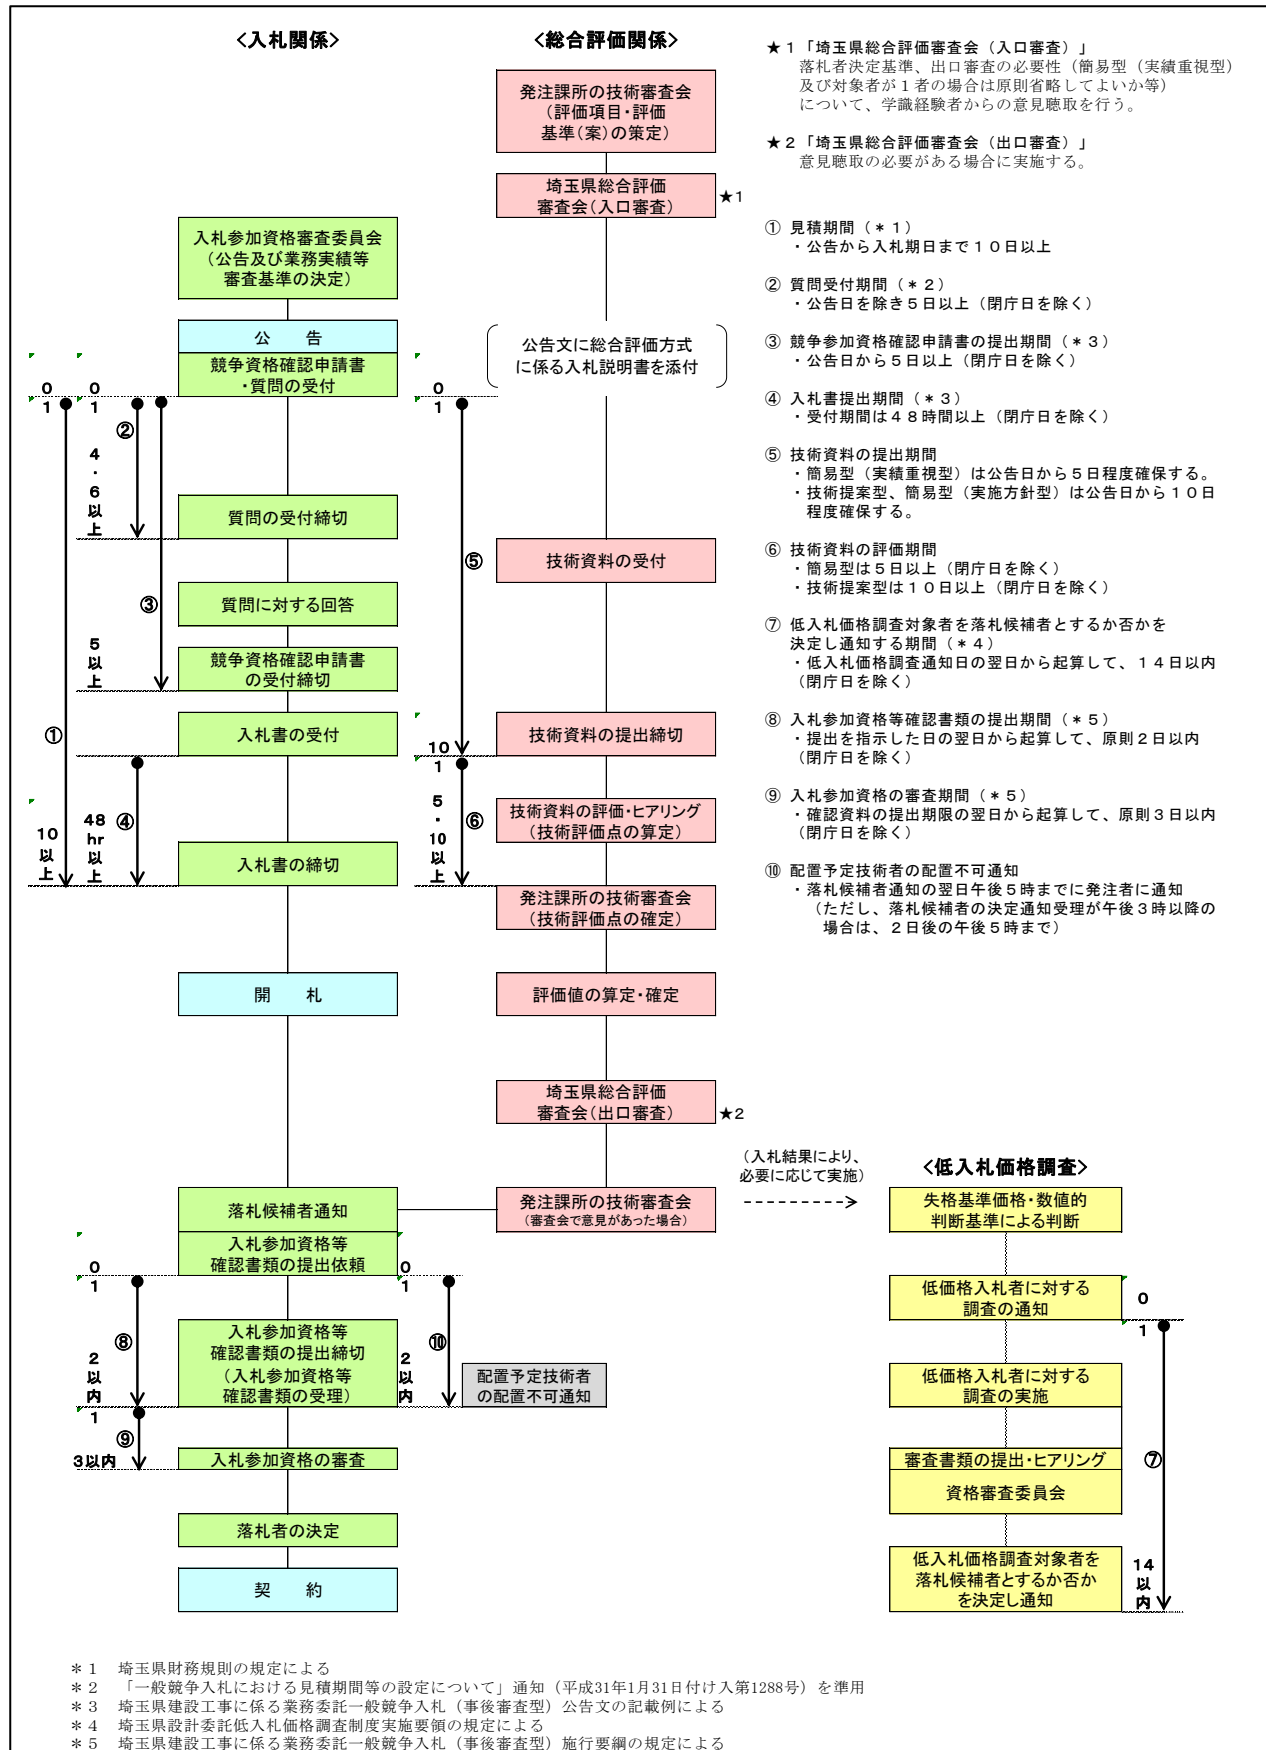 <入札関係>
<総合評価関係>
発注課所の技術審査会
(評価項目・評価
基準(案)の策定)
埼玉県総合評価
審査会(入口審査)
★1
入札参加資格審査委員会
(公告及び業務実績等
審査基準の決定)
公　告
競争資格確認申請書
・質問の受付
公告文に総合評価方式
に係る入札説明書を添付
0
0
0
1
1
1
②
4
・
6
以
上
質問の受付締切
⑤
技術資料の受付
③
質問に対する回答
5
以
上
競争資格確認申請書
の受付締切
①
入札書の受付
10
技術資料の提出締切
1
10
以
上
48
hr
以
上
④
5
・
10
以
上
⑥
技術資料の評価・ヒアリング
(技術評価点の算定)
入札書の締切
発注課所の技術審査会
(技術評価点の確定)
開　札
評価値の算定・確定
埼玉県総合評価
審査会(出口審査)
★2
落札候補者通知
発注課所の技術審査会
(審査会で意見があった場合)
入札参加資格等
確認書類の提出依頼
0
0
1
1
⑧
⑩
2
以
内
入札参加資格等
確認書類の提出締切
(入札参加資格等
確認書類の受理)
2
以
内
配置予定技術者
の配置不可通知
1
⑨
3以内
入札参加資格の審査
落札者の決定
契　約
★1「埼玉県総合評価審査会（入口審査）」
落札者決定基準、出口審査の必要性（簡易型（実績重視型）
及び対象者が１者の場合は原則省略してよいか等）
について、学識経験者からの意見聴取を行う。
★2「埼玉県総合評価審査会（出口審査）」
意見聴取の必要がある場合に実施する。
① 見積期間（＊１）
・公告から入札期日まで１０日以上
② 質問受付期間（＊２）
・公告日を除き５日以上（閉庁日を除く）
③ 競争参加資格確認申請書の提出期間（＊３）
・公告日から５日以上（閉庁日を除く）
④ 入札書提出期間（＊３）
・受付期間は４８時間以上（閉庁日を除く）
⑤ 技術資料の提出期間
・簡易型（実績重視型）は公告日から５日程度確保する。
・技術提案型、簡易型（実施方針型）は公告日から１０日
程度確保する。
⑥ 技術資料の評価期間
・簡易型は５日以上（閉庁日を除く）
・技術提案型は１０日以上（閉庁日を除く）
⑦ 低入札価格調査対象者を落札候補者とするか否かを
決定し通知する期間（＊４）
・低入札価格調査通知日の翌日から起算して、１４日以内
（閉庁日を除く）
⑧ 入札参加資格等確認書類の提出期間（＊５）
・提出を指示した日の翌日から起算して、原則２日以内
（閉庁日を除く）
⑨ 入札参加資格の審査期間（＊５）
・確認資料の提出期限の翌日から起算して、原則３日以内
（閉庁日を除く）
⑩ 配置予定技術者の配置不可通知
・落札候補者通知の翌日午後５時までに発注者に通知
（ただし、落札候補者の決定通知受理が午後３時以降の
場合は、２日後の午後５時まで）
(入札結果により、
必要に応じて実施)
<低入札価格調査>
失格基準価格・数値的
判断基準による判断
低価格入札者に対する
調査の通知
0
1
低価格入札者に対する
調査の実施
審査書類の提出・ヒアリング
⑦
資格審査委員会
低入札価格調査対象者を
落札候補者とするか否か
を決定し通知
14
以
内
＊１　埼玉県財務規則の規定による
＊２　「一般競争入札における見積期間等の設定について」通知（平成31年1月31日付け入第1288号）を準用
＊３　埼玉県建設工事に係る業務委託一般競争入札（事後審査型）公告文の記載例による
＊４　埼玉県設計委託低入札価格調査制度実施要領の規定による
＊５　埼玉県建設工事に係る業務委託一般競争入札（事後審査型）施行要綱の規定による